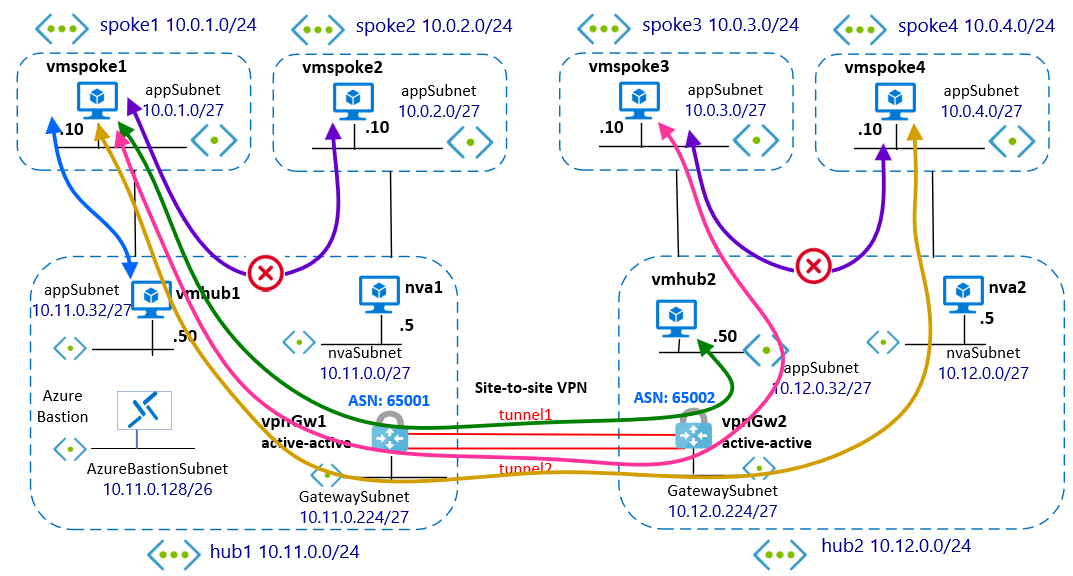 spoke1 10.0.1.0/24
spoke2 10.0.2.0/24
spoke3 10.0.3.0/24
spoke4 10.0.4.0/24
vmspoke1
appSubnet
10.0.1.0/27
.10
vmspoke2
appSubnet
10.0.2.0/27
.10
vmspoke3
appSubnet
10.0.3.0/27
.10
vmspoke4
appSubnet
10.0.4.0/27
.10
appSubnet
10.11.0.32/27
vmhub1
.50
nva1
.5
nvaSubnet
10.11.0.0/27
Azure
Bastion
AzureBastionSubnet
10.11.0.128/26
ASN: 65001
vpnGw1
active-active
GatewaySubnet
10.11.0.224/27
hub1 10.11.0.0/24
Site-to-site VPN
tunnel1
tunnel2
vmhub2
.50
appSubnet
10.12.0.32/27
nva2
.5
nvaSubnet
10.12.0.0/27
ASN: 65002
vpnGw2
active-active
GatewaySubnet
10.12.0.224/27
hub2 10.12.0.0/24